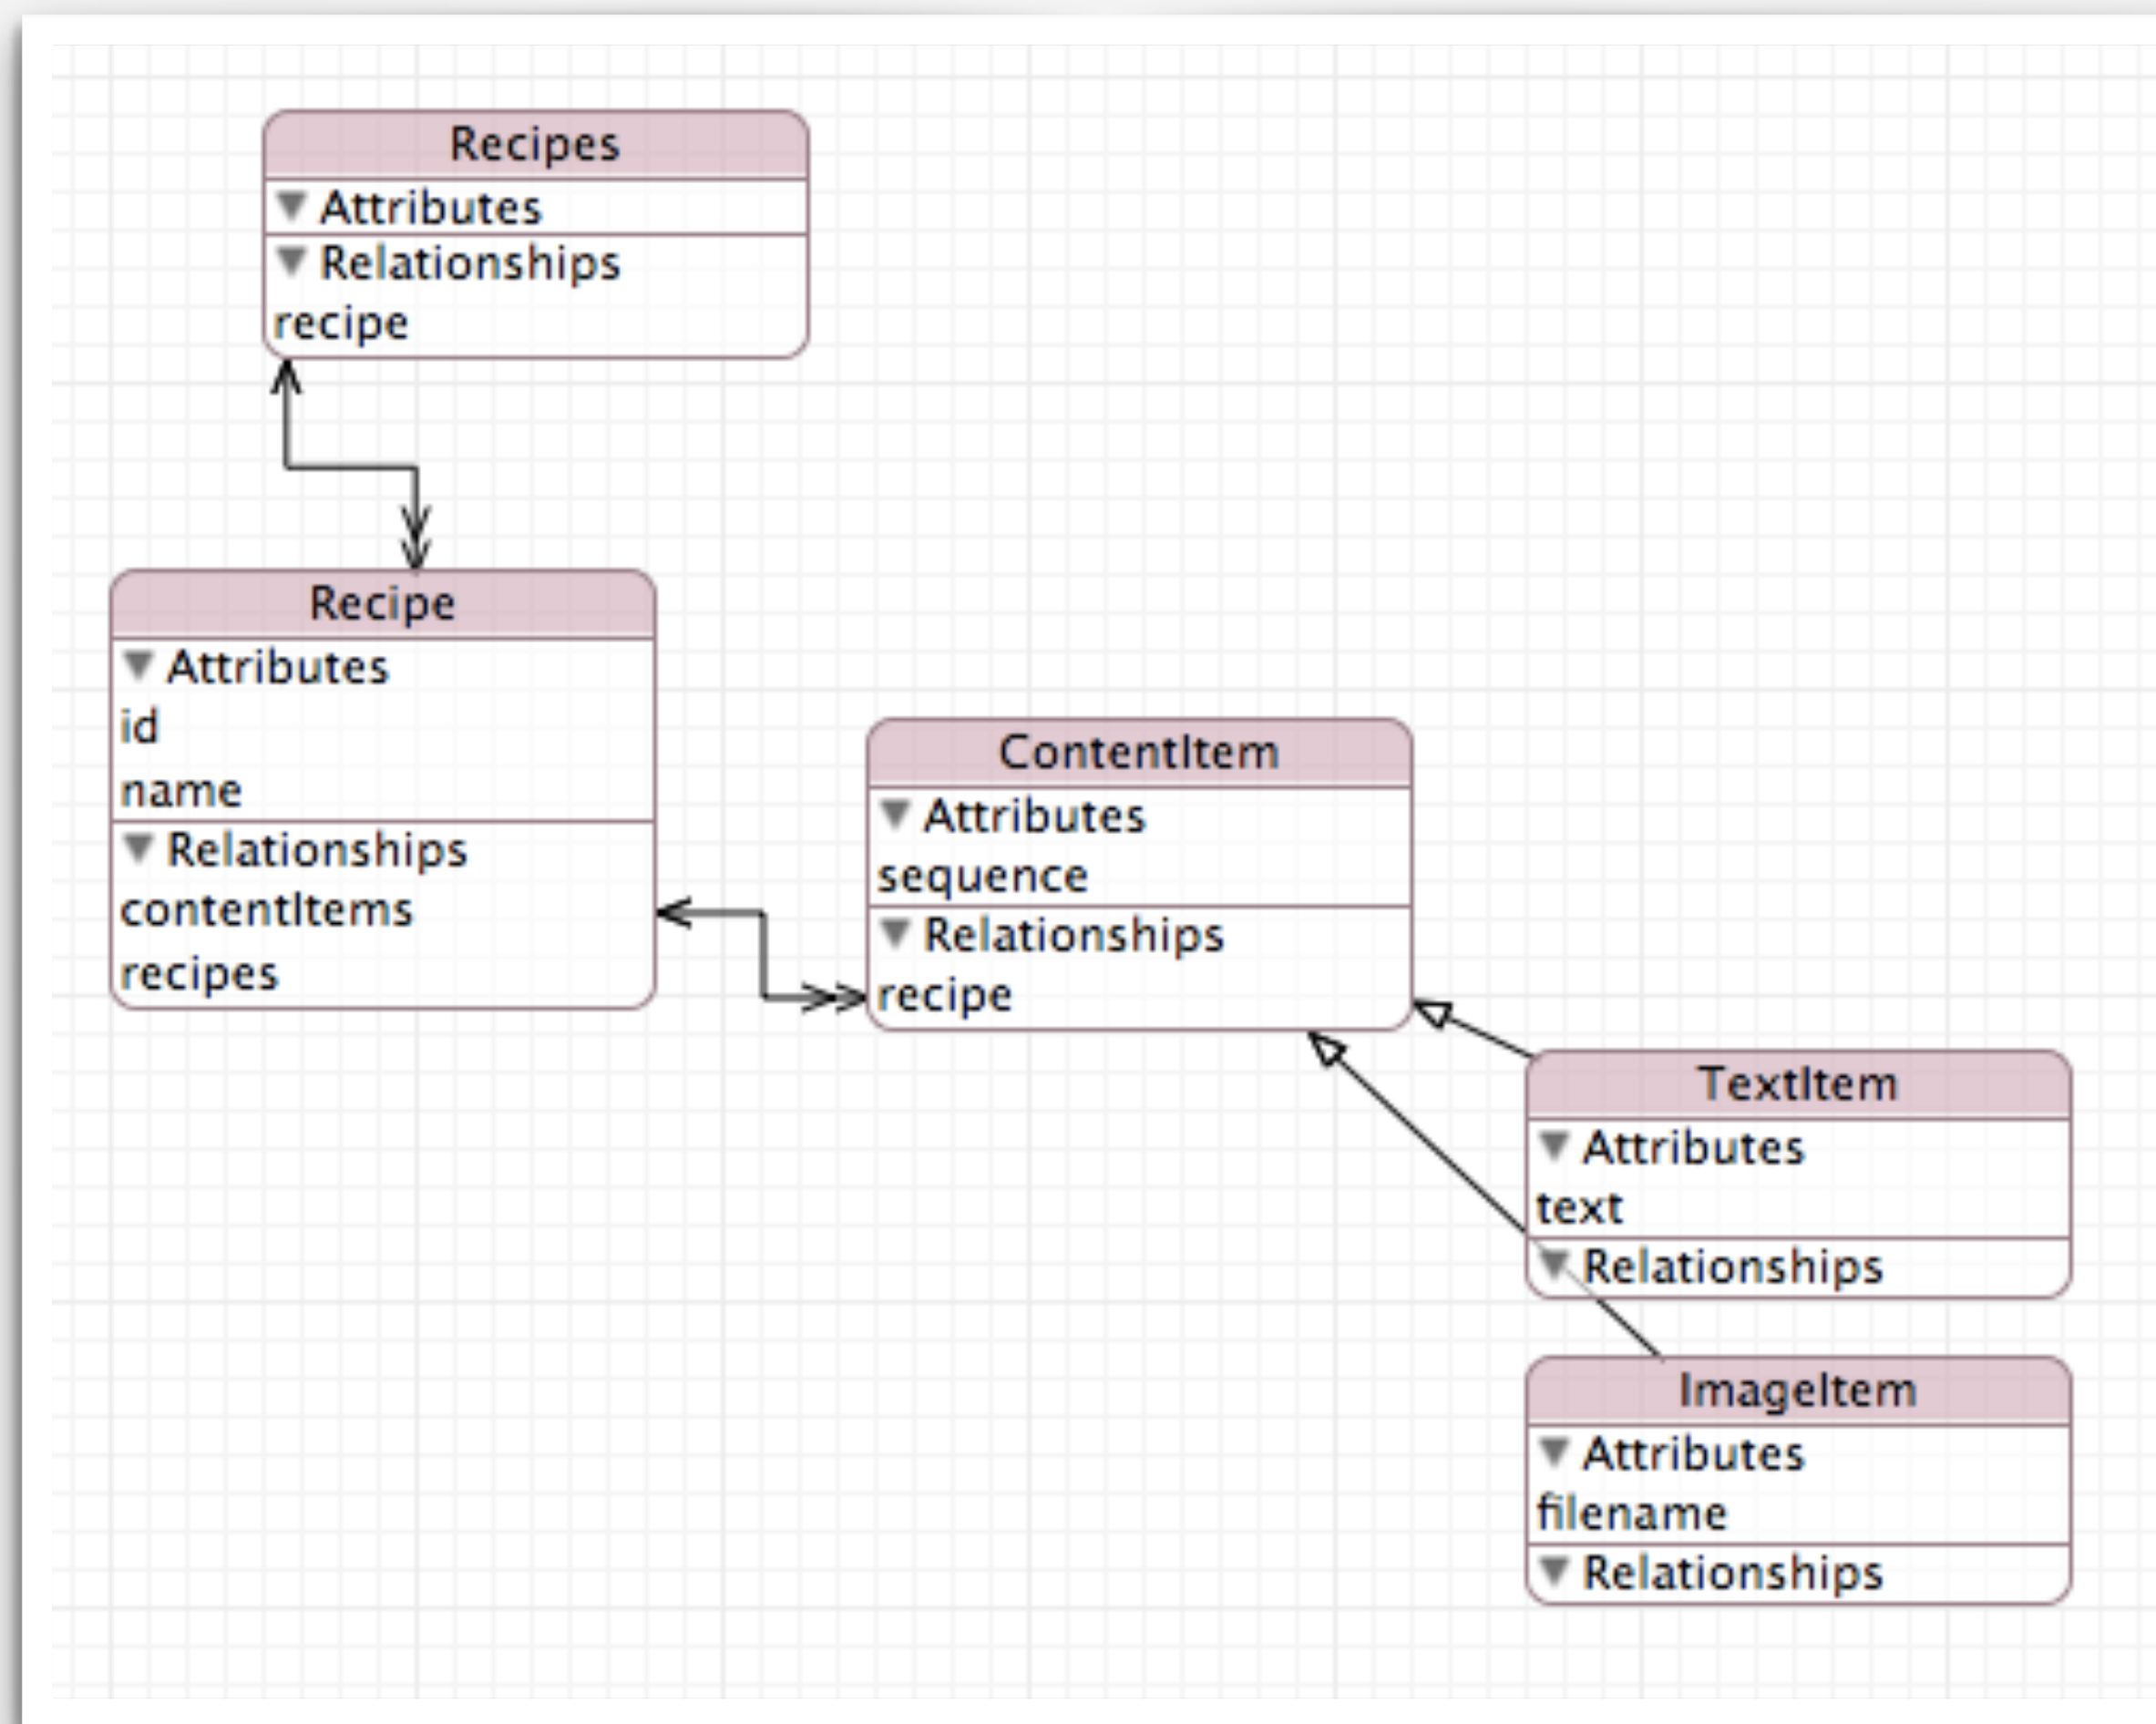 Recipes
Attributes
Relationships
recipe
Recipe
Attributes
id
name
Relationships
contentItems
recipes
ContentItem
Attributes
sequence
Relationships
recipe
TextItem
Attributes
text
Relationships
ImageItem
Attributes
filename
Relationships